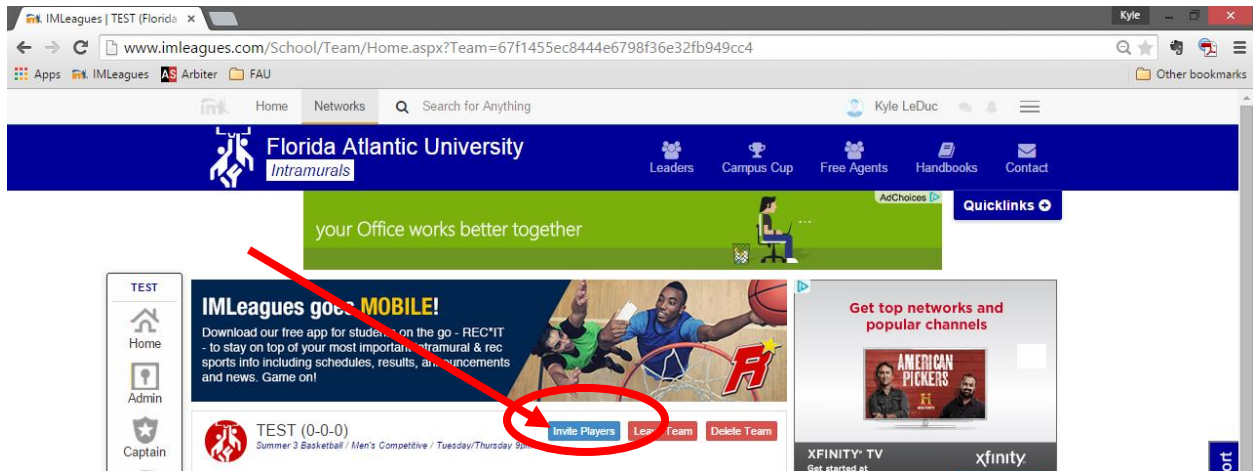 IMLeagues | TEST (Florida
Kyle
www.imleagues.com/School/Team/Home.aspx?Team=67f1455ec8444e6798f36e32fb949cc4
Apps IMLeagues AS Arbiter FAU Other bookmarks
im Home Networks Search for Anything Kyle LeDuc
Florida Atlantic University
Intramurals
Leaders Campus Cup Free Agents Handbooks Contact
AdChoices
Quicklinks
your Office works better together
TEST
Home
Admin
Captain
IMLeagues goes MOBILE!
Download our free app for students on the go - REC*IT
- to stay on top of your most important intramural & rec
sports info including schedules, results, announcements
and news. Game on!
R
Get top networks and
popular channels
AMERICAN
PICKERS
H
TEST (0-0-0)
Summer 3 Basketball / Men's Competitive / Tuesday/Thursday 9pm
Invite Players Leave Team Delete Team
XFINITY® TV
Get started at
xfinity
ort